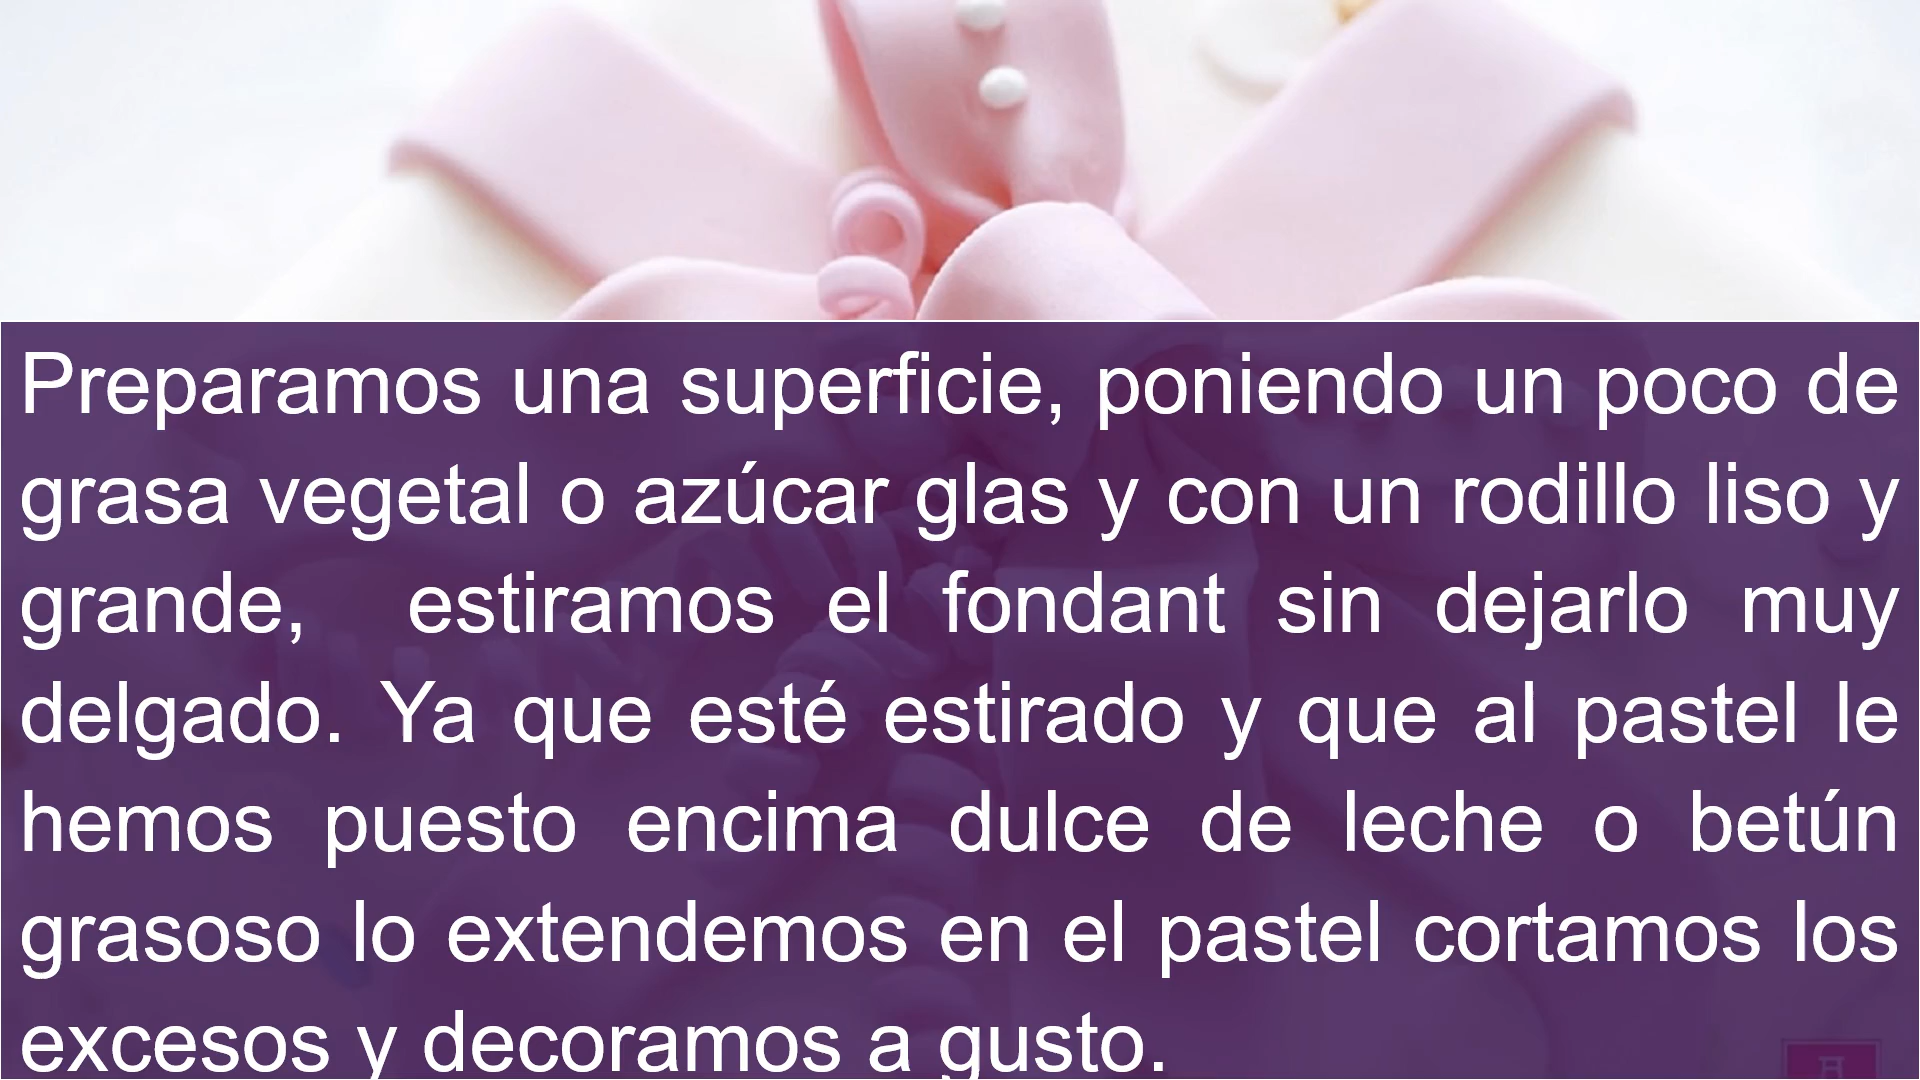 Preparamos una superficie, poniendo un poco de
grasa vegetal o azúcar glas y con un rodillo liso y
grande,  estiramos el fondant sin dejarlo muy
delgado. Ya que esté estirado y que al pastel le
hemos puesto encima dulce de leche o betún
grasoso lo extendemos en el pastel cortamos los
excesos y decoramos a gusto.